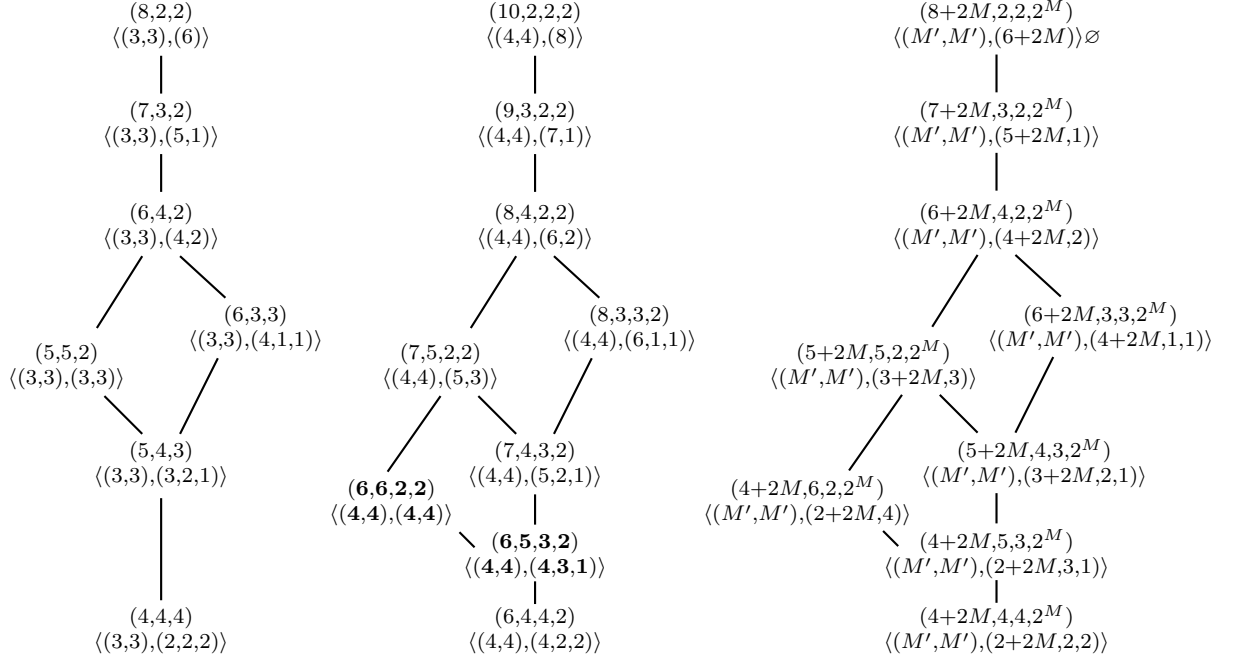 (8,2,2)
⟨(3,3),(6)⟩
(7,3,2)
⟨(3,3),(5,1)⟩
(6,4,2)
⟨(3,3),(4,2)⟩
(6,3,3)
⟨(3,3),(4,1,1)⟩
(5,5,2)
⟨(3,3),(3,3)⟩
(5,4,3)
⟨(3,3),(3,2,1)⟩
(4,4,4)
⟨(3,3),(2,2,2)⟩
(10,2,2,2)
⟨(4,4),(8)⟩
(9,3,2,2)
⟨(4,4),(7,1)⟩
(8,4,2,2)
⟨(4,4),(6,2)⟩
(8,3,3,2)
⟨(4,4),(6,1,1)⟩
(7,5,2,2)
⟨(4,4),(5,3)⟩
(7,4,3,2)
⟨(4,4),(5,2,1)⟩
(6,6,2,2)
⟨(4,4),(4,4)⟩
(6,5,3,2)
⟨(4,4),(4,3,1)⟩
(6,4,4,2)
⟨(4,4),(4,2,2)⟩
(8+2M,2,2,2^M)
⟨(M′,M′),(6+2M)⟩∅
(7+2M,3,2,2^M)
⟨(M′,M′),(5+2M,1)⟩
(6+2M,4,2,2^M)
⟨(M′,M′),(4+2M,2)⟩
(6+2M,3,3,2^M)
⟨(M′,M′),(4+2M,1,1)⟩
(5+2M,5,2,2^M)
⟨(M′,M′),(3+2M,3)⟩
(5+2M,4,3,2^M)
⟨(M′,M′),(3+2M,2,1)⟩
(4+2M,6,2,2^M)
⟨(M′,M′),(2+2M,4)⟩
(4+2M,5,3,2^M)
⟨(M′,M′),(2+2M,3,1)⟩
(4+2M,4,4,2^M)
⟨(M′,M′),(2+2M,2,2)⟩